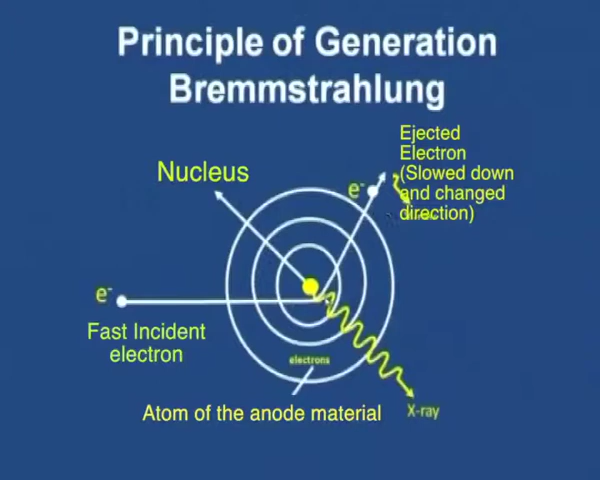 Principle of Generation
Bremmstrahlung
Ejected
Electron
(Slowed down
and changed
direction)
Nucleus
e-
e-
Fast Incident
electron
electrons
Atom of the anode material
X-ray